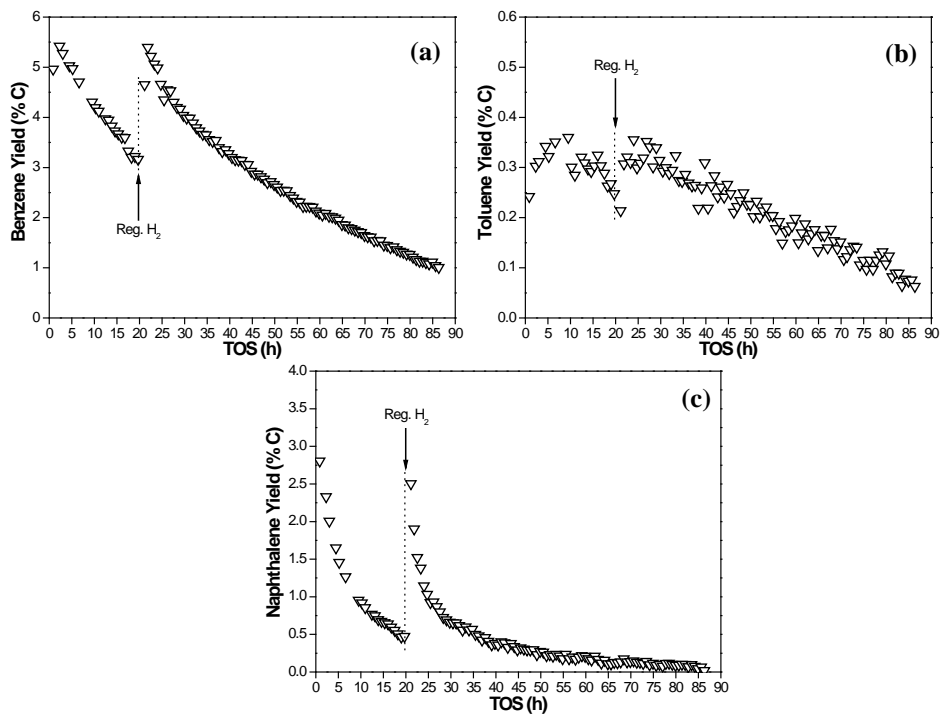 (a)
Benzene Yield (% C)
6
5
4
3
2
1
0
Reg. H₂
0 5 10 15 20 25 30 35 40 45 50 55 60 65 70 75 80 85 90
TOS (h)
(b)
Toluene Yield (% C)
0.6
0.5
0.4
0.3
0.2
0.1
0.0
Reg. H₂
0 5 10 15 20 25 30 35 40 45 50 55 60 65 70 75 80 85 90
TOS (h)
(c)
Naphthalene Yield (% C)
4.0
3.5
3.0
2.5
2.0
1.5
1.0
0.5
0.0
Reg. H₂
0 5 10 15 20 25 30 35 40 45 50 55 60 65 70 75 80 85 90
TOS (h)